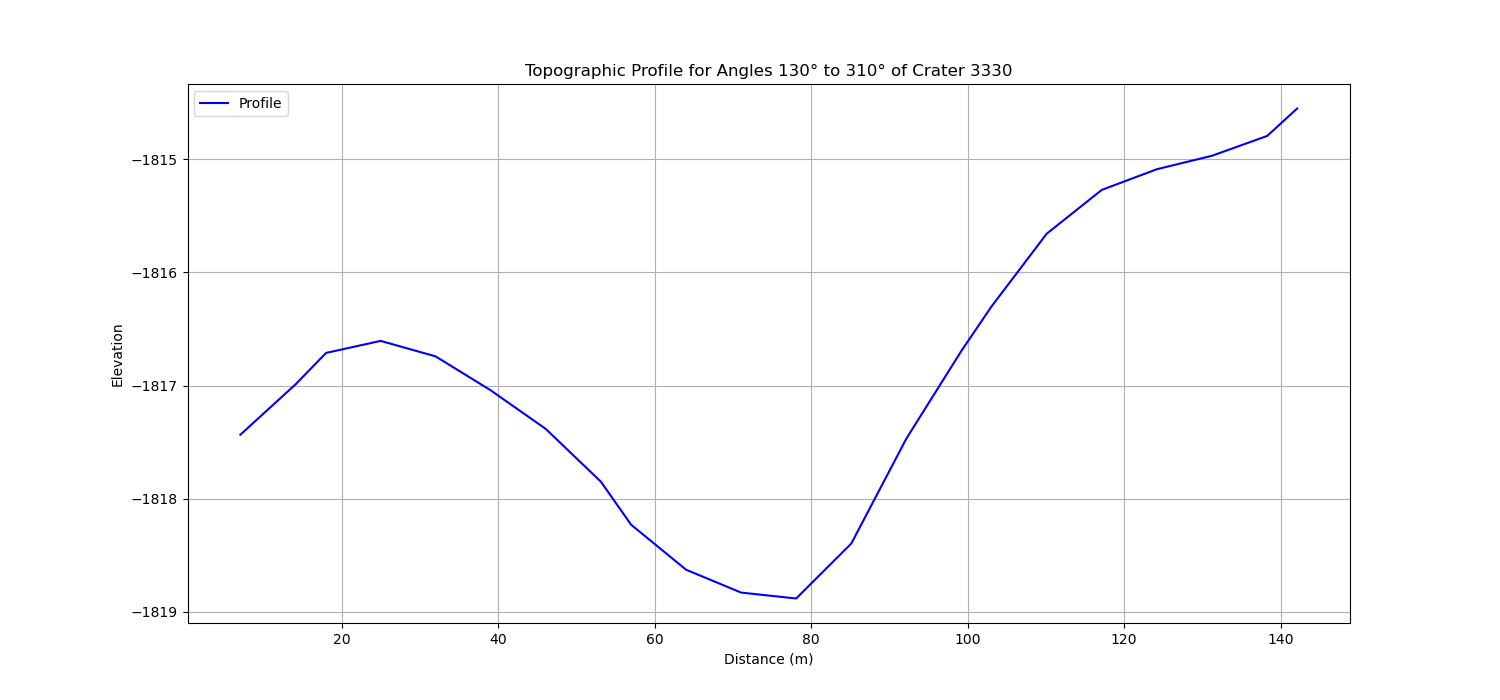 Topographic Profile for Angles 130° to 310° of Crater 3330
Profile
Elevation
−1815
−1816
−1817
−1818
−1819
20 40 60 80 100 120 140
Distance (m)